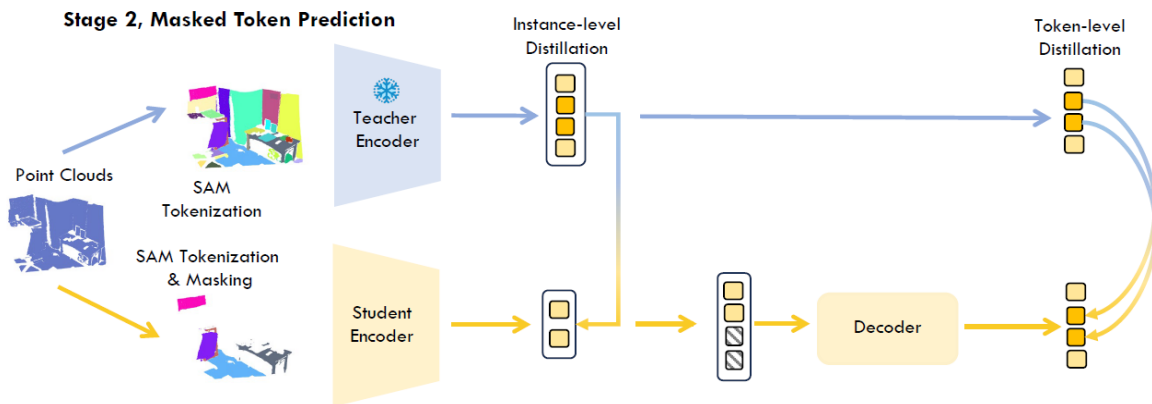 Stage 2, Masked Token Prediction
Instance-level
Distillation
Token-level
Distillation
Teacher
Encoder
Point Clouds
SAM
Tokenization
SAM Tokenization
& Masking
Student
Encoder
Decoder